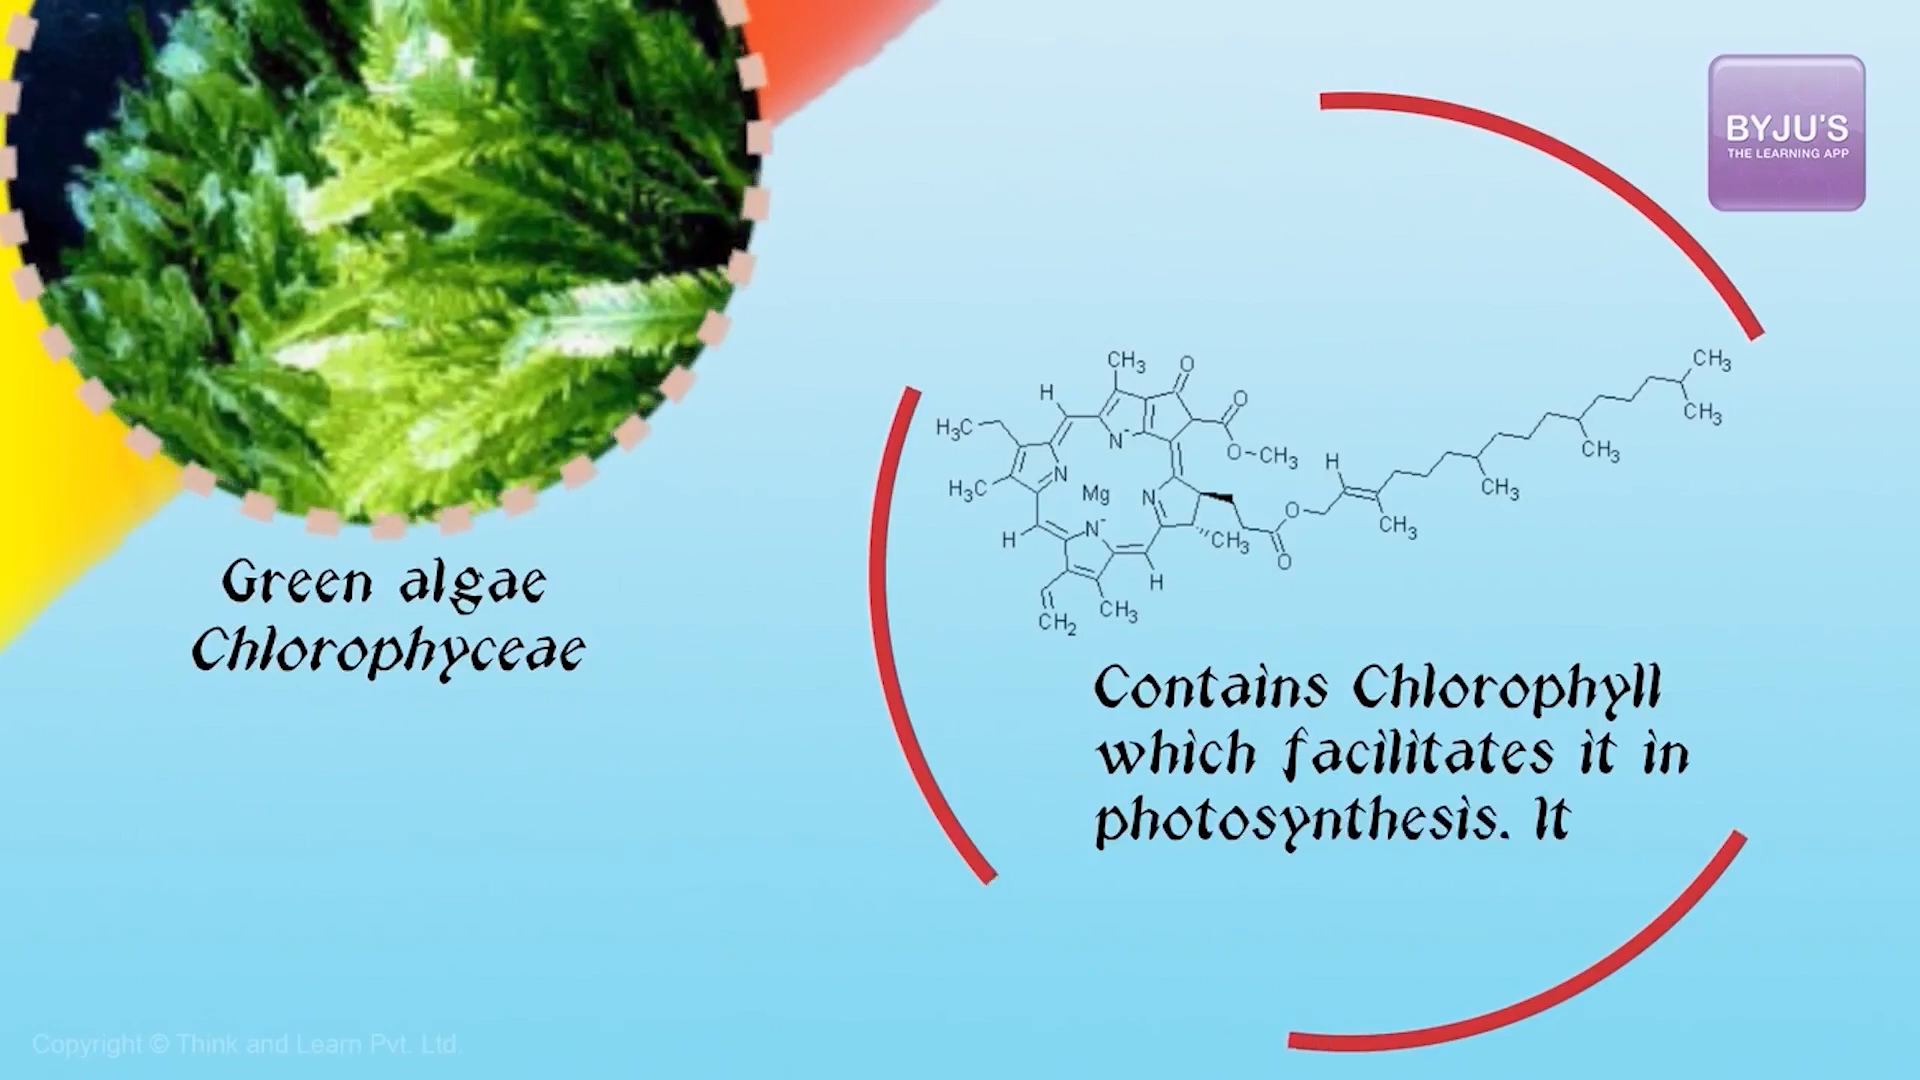 BYJU'S
THE LEARNING APP
Green algae
Chlorophyceae
CH3
O
H
O
H3C
N-
O-CH3
H3C
N
Mg
N
H
N-
CH3
H
CH2
CH3
O
O
H
CH3
CH3
CH3
CH3
CH3
Contains Chlorophyll
which facilitates it in
photosynthesis. It
Copyright © Think and Learn Pvt. Ltd.